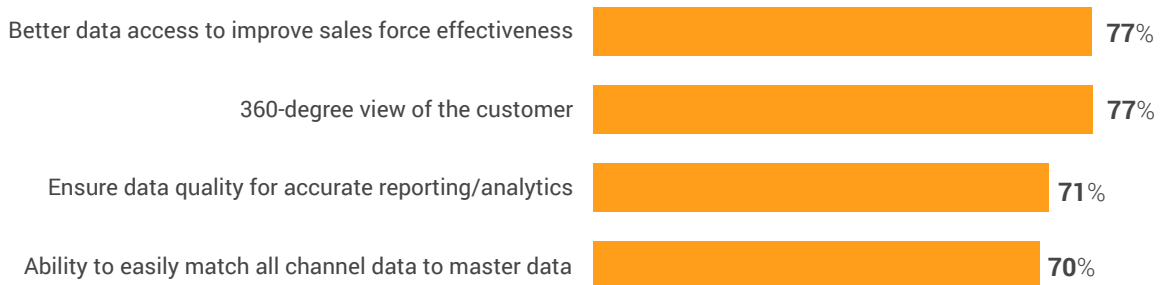 Better data access to improve sales force effectiveness 77%
360-degree view of the customer 77%
Ensure data quality for accurate reporting/analytics 71%
Ability to easily match all channel data to master data 70%